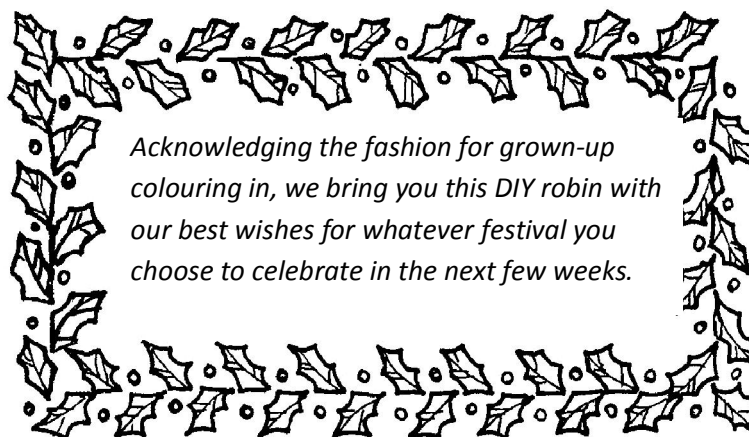 Acknowledging the fashion for grown-up
colouring in, we bring you this DIY robin with
our best wishes for whatever festival you
choose to celebrate in the next few weeks.